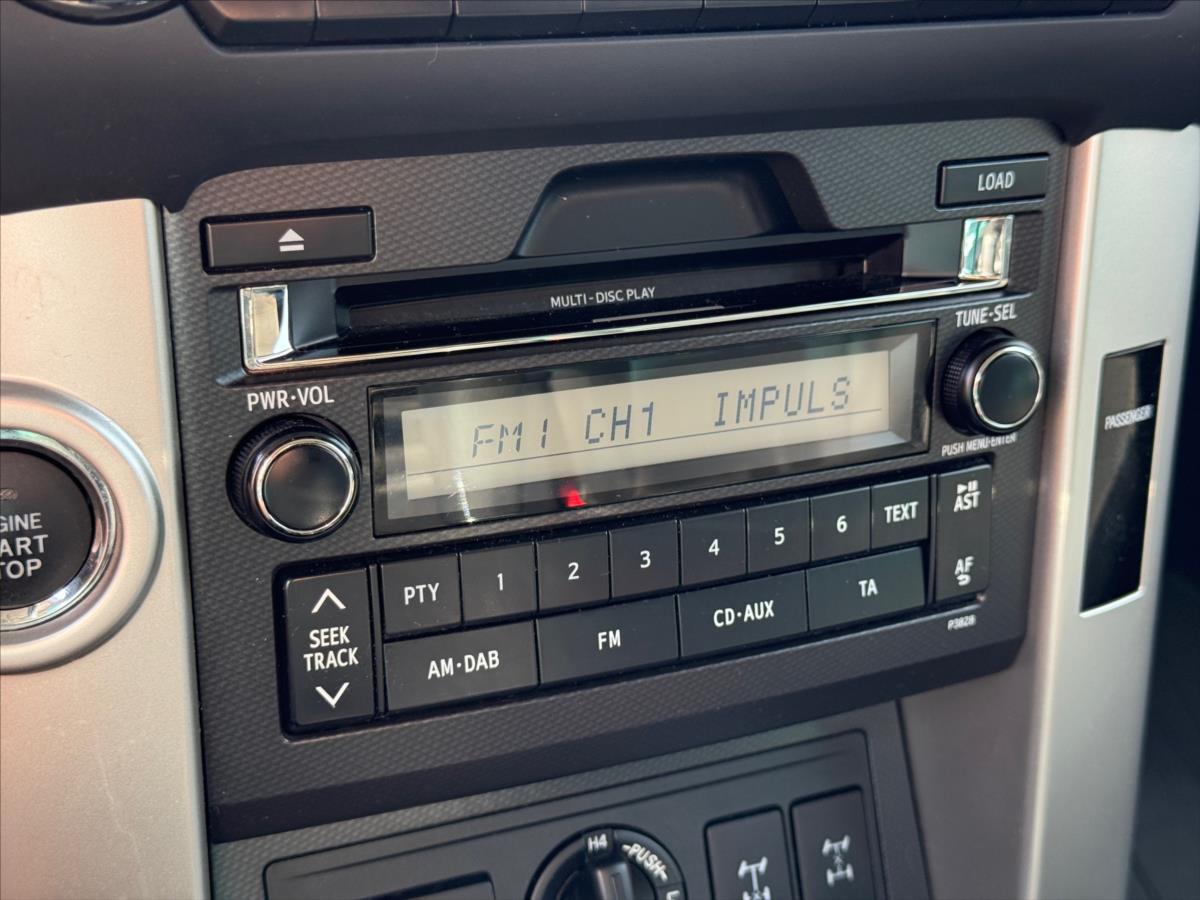 LOAD
MULTI-DISC PLAY
TUNE·SEL
PWR·VOL
FM1 CH1 IMPULS
PUSH MENU·ENTER
PASSENGER
AST
PTY 1 2 3 4 5 6 TEXT
SEEK
TRACK
AM·DAB FM CD·AUX TA
AF
P3828
GINE
ART
TOP
H4
PUSH
L